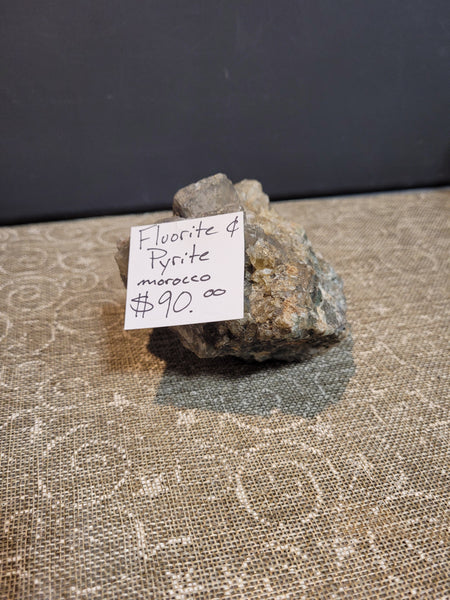 Fluorite &
Pyrite
morocco
$90.00